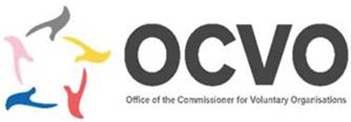 OCVO
Office of the Commissioner for Voluntary Organisations